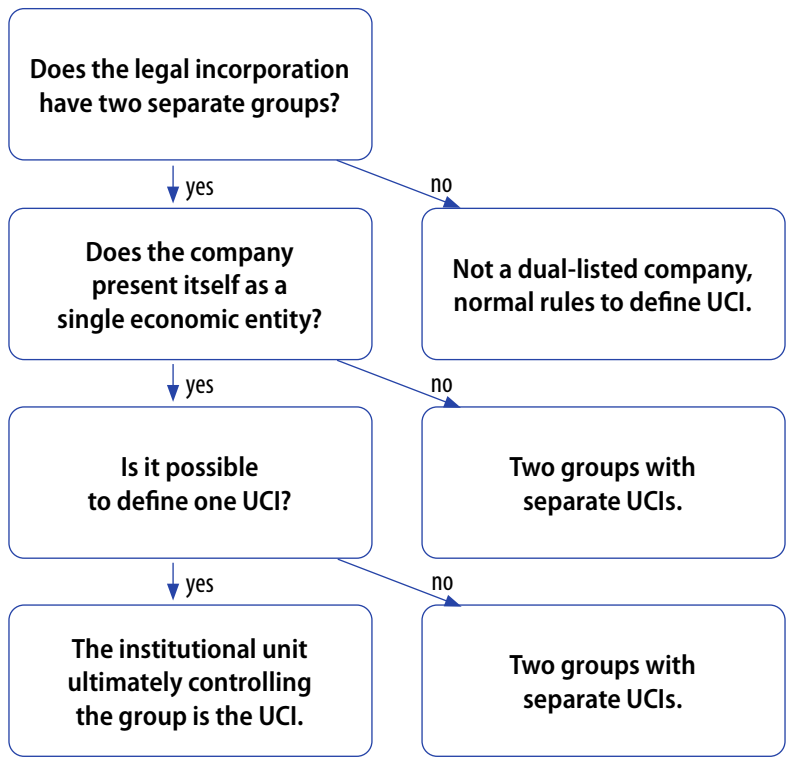 Does the legal incorporation
have two separate groups?
yes
no
Does the company
present itself as a
single economic entity?
Not a dual-listed company,
normal rules to define UCI.
yes
no
Is it possible
to define one UCI?
Two groups with
separate UCIs.
yes
no
The institutional unit
ultimately controlling
the group is the UCI.
Two groups with
separate UCIs.